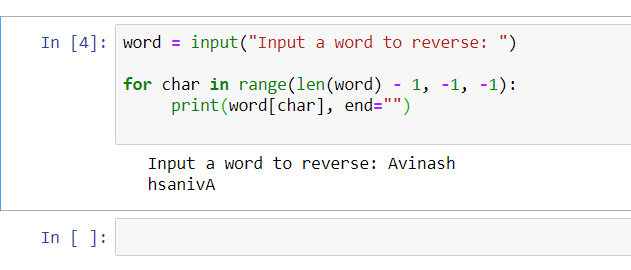 In [4]: word = input("Input a word to reverse: ")
for char in range(len(word) - 1, -1, -1):
print(word[char], end="")
Input a word to reverse: Avinash
hsanivA
In [ ]: